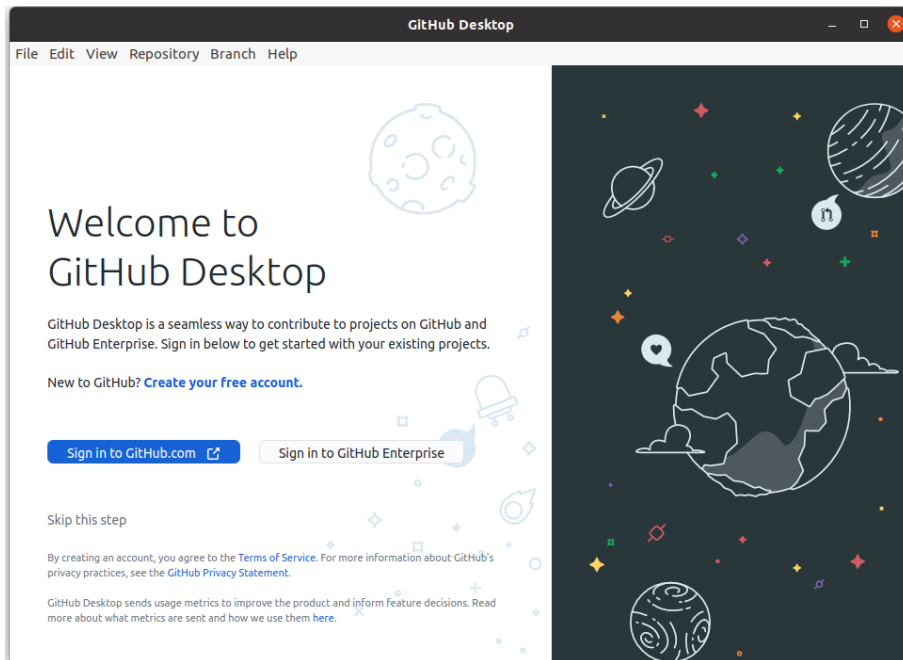 GitHub Desktop
File Edit View Repository Branch Help
Welcome to
GitHub Desktop
GitHub Desktop is a seamless way to contribute to projects on GitHub and
GitHub Enterprise. Sign in below to get started with your existing projects.
New to GitHub? Create your free account.
Sign in to GitHub.com
Sign in to GitHub Enterprise
Skip this step
By creating an account, you agree to the Terms of Service. For more information about GitHub's
privacy practices, see the GitHub Privacy Statement.
GitHub Desktop sends usage metrics to improve the product and inform feature decisions. Read
more about what metrics are sent and how we use them here.